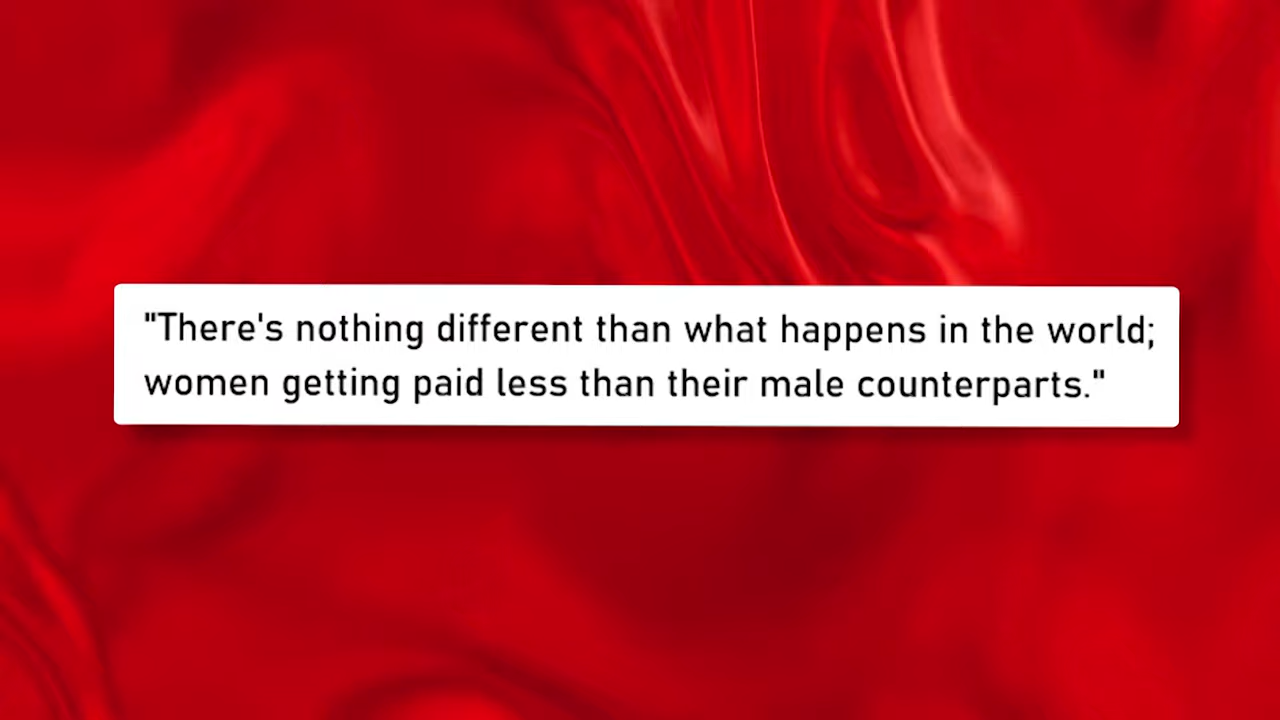 "There's nothing different than what happens in the world;
women getting paid less than their male counterparts."